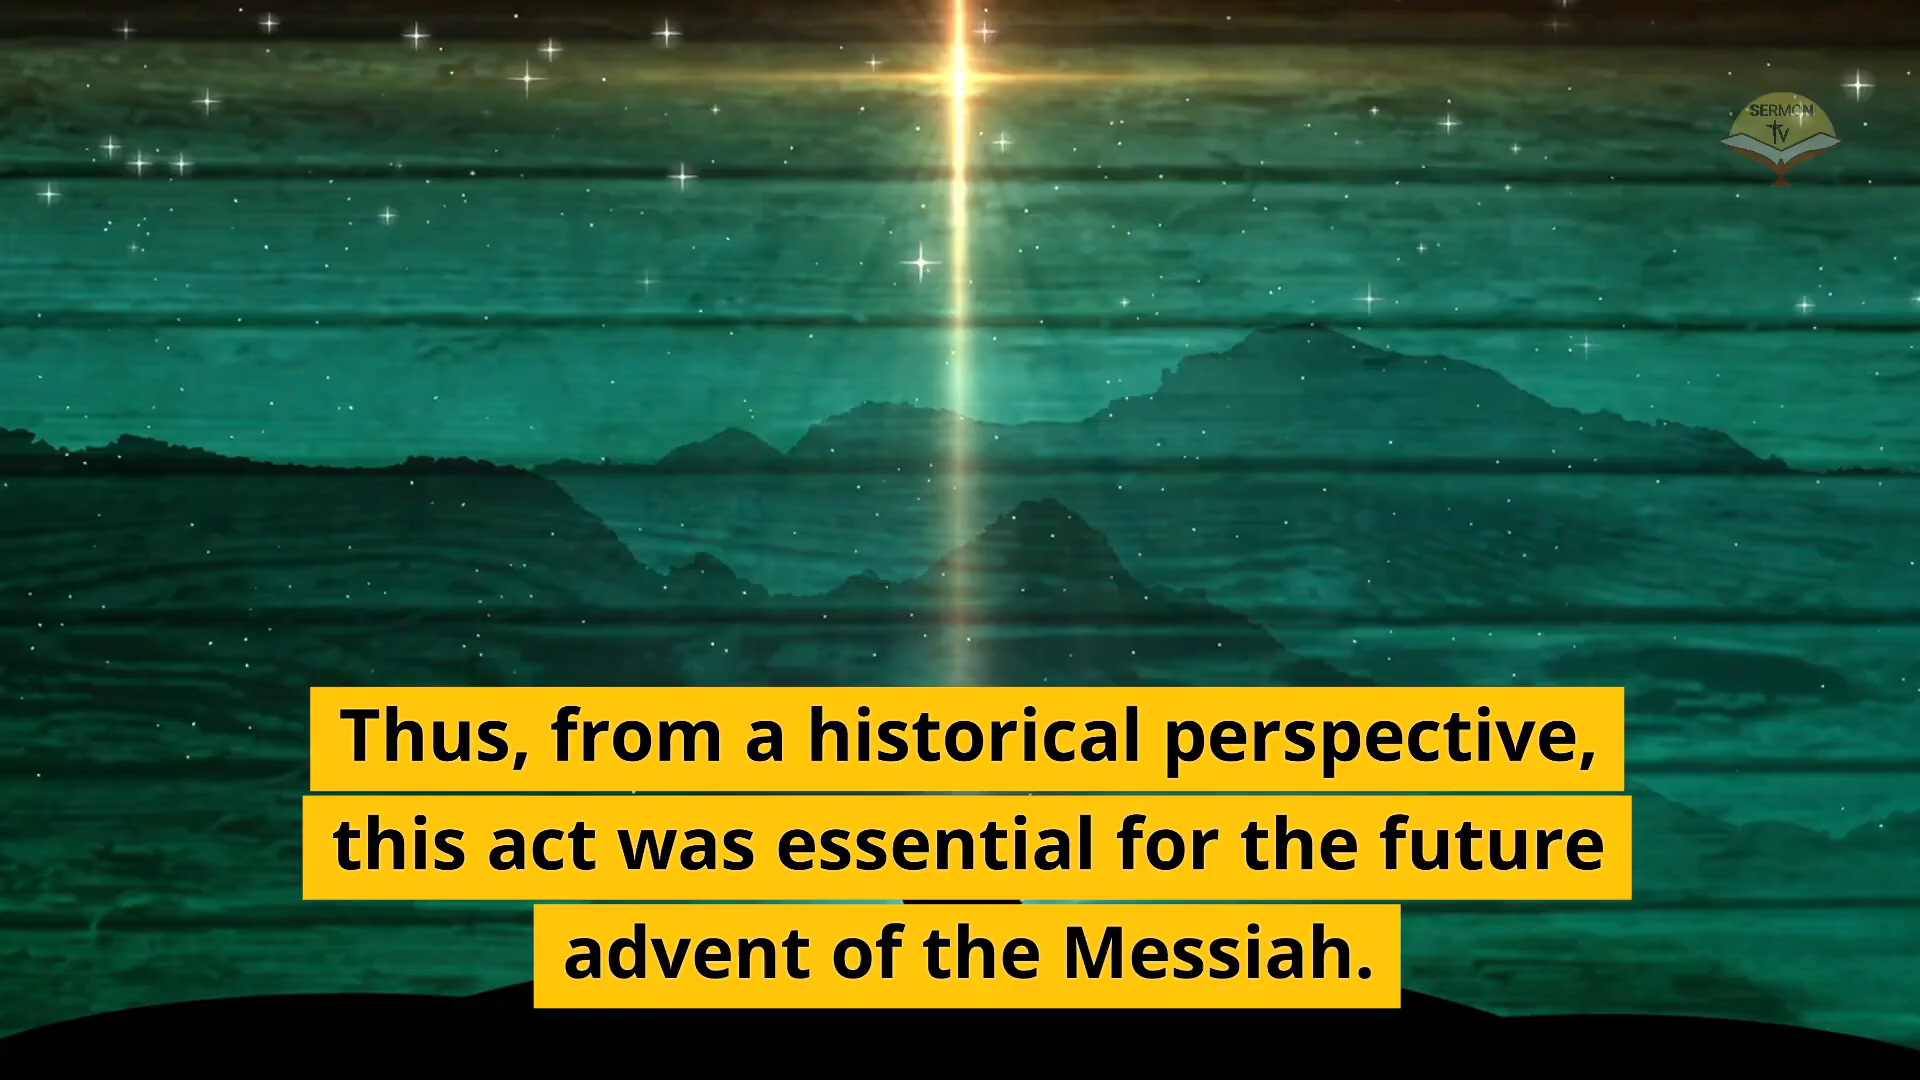 SERMON
TV
Thus, from a historical perspective,
this act was essential for the future
advent of the Messiah.